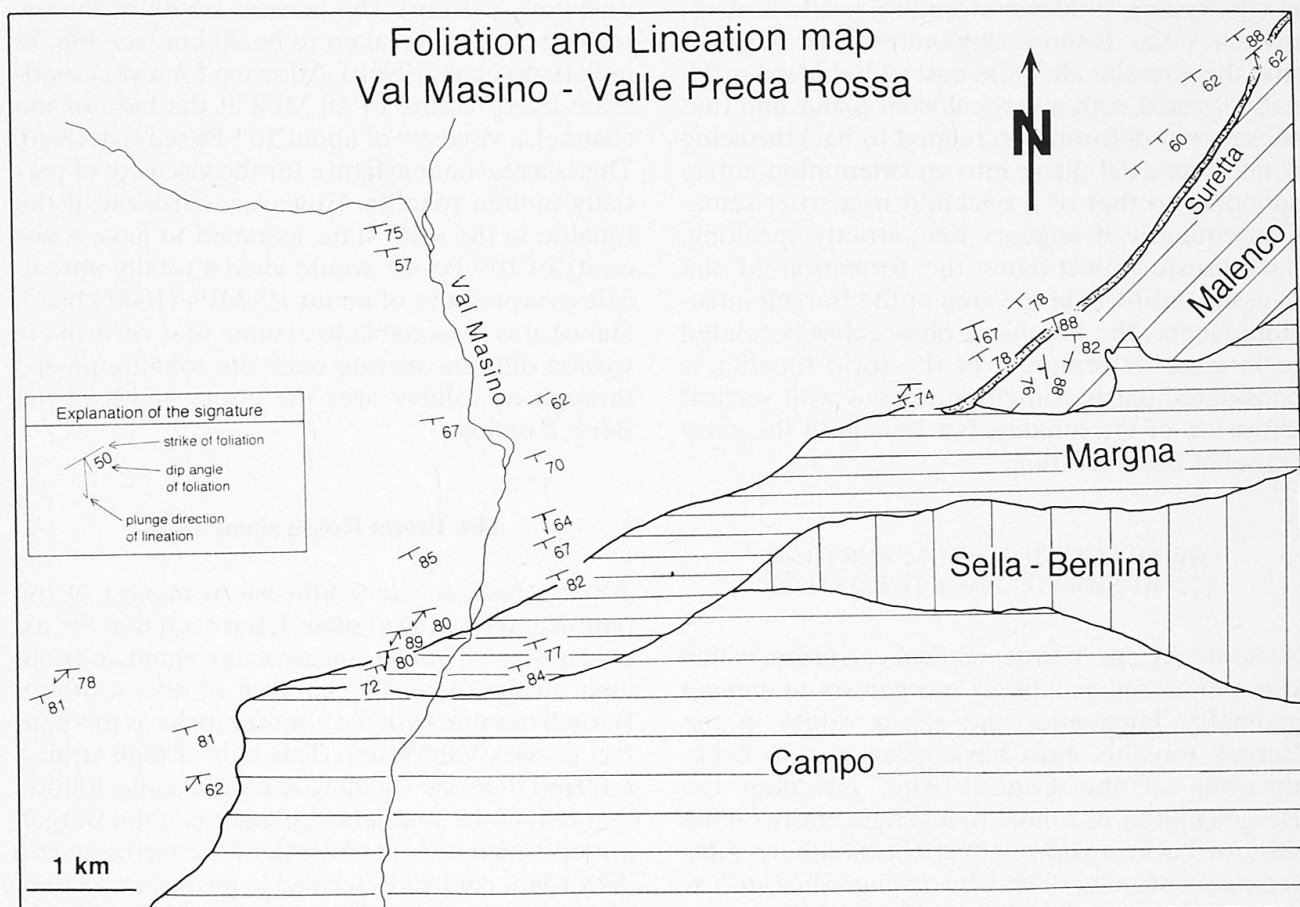 Foliation and Lineation map
Val Masino - Valle Preda Rossa
N
88
62
62
60
Suretta
Malenco
75
57
Val Masino
78
67
88
82
78
76
88
74
62
67
70
Margna
Explanation of the signature
strike of foliation
50
dip angle
of foliation
plunge direction
of lineation
64
67
85
82
Sella - Bernina
80
89
80
77
84
72
78
81
81
62
Campo
1 km